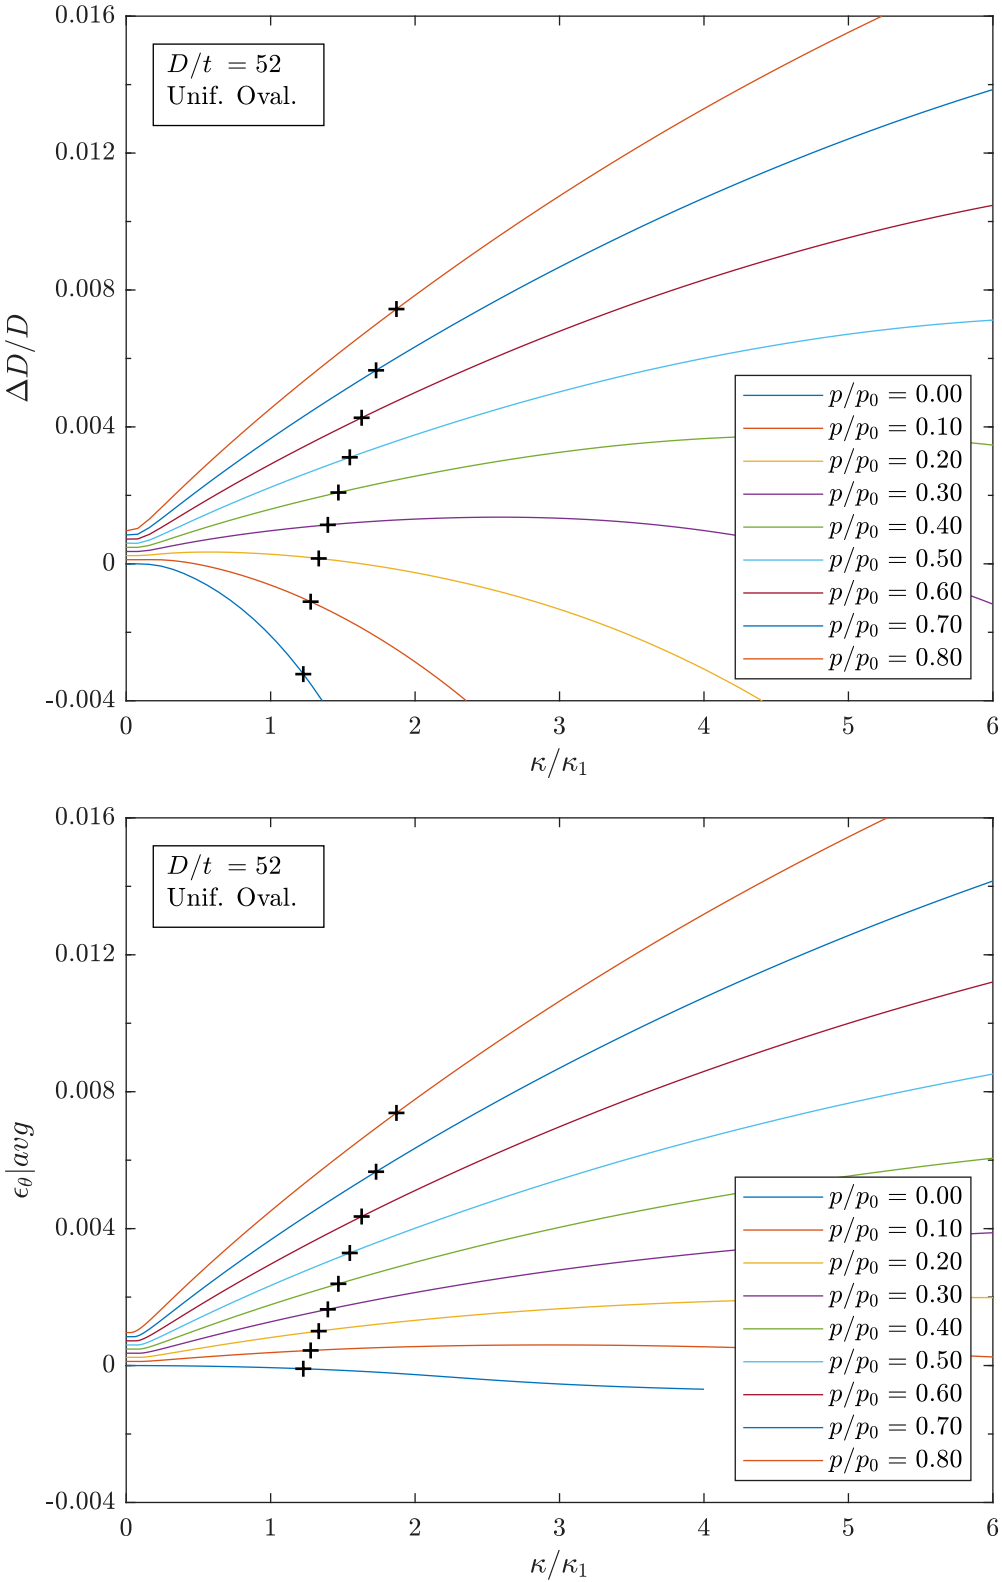 0.016
D/t = 52
Unif. Oval.
0.012
0.008
ΔD/D
0.004
0
-0.004
p/p₀ = 0.00
p/p₀ = 0.10
p/p₀ = 0.20
p/p₀ = 0.30
p/p₀ = 0.40
p/p₀ = 0.50
p/p₀ = 0.60
p/p₀ = 0.70
p/p₀ = 0.80
0 1 2 3 4 5 6
κ/κ₁
0.016
D/t = 52
Unif. Oval.
0.012
0.008
ϵθ|avg
0.004
0
-0.004
p/p₀ = 0.00
p/p₀ = 0.10
p/p₀ = 0.20
p/p₀ = 0.30
p/p₀ = 0.40
p/p₀ = 0.50
p/p₀ = 0.60
p/p₀ = 0.70
p/p₀ = 0.80
0 1 2 3 4 5 6
κ/κ₁